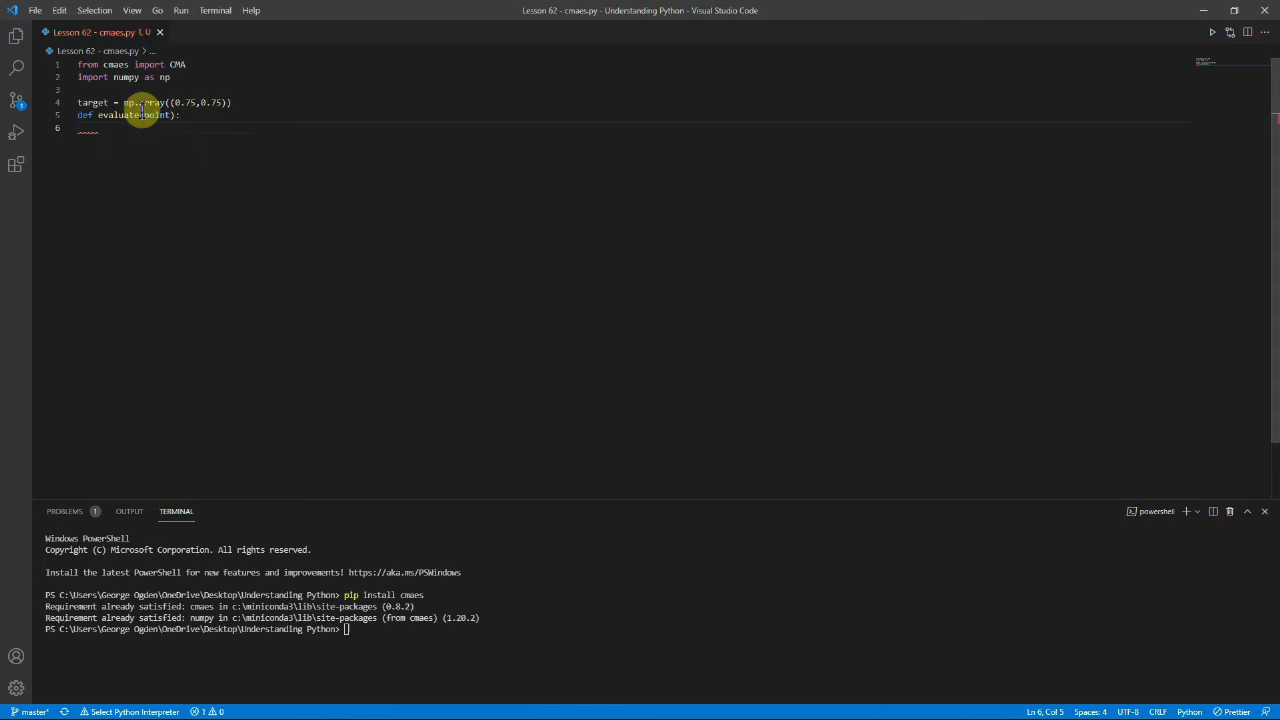 File Edit Selection View Go Run Terminal Help
Lesson 62 - cmaes.py - Understanding Python - Visual Studio Code
Lesson 62 - cmaes.py 1, U
Lesson 62 - cmaes.py > ...
1 from cmaes import CMA
2 import numpy as np
3
4 target = np.array((0.75,0.75))
5 def evaluate(point):
6
1
PROBLEMS 1 OUTPUT TERMINAL
powershell
Windows PowerShell
Copyright (C) Microsoft Corporation. All rights reserved.
Install the latest PowerShell for new features and improvements! https://aka.ms/PSWindows
PS C:\Users\George Ogden\OneDrive\Desktop\Understanding Python> pip install cmaes
Requirement already satisfied: cmaes in c:\miniconda3\lib\site-packages (0.8.2)
Requirement already satisfied: numpy in c:\miniconda3\lib\site-packages (from cmaes) (1.20.2)
PS C:\Users\George Ogden\OneDrive\Desktop\Understanding Python>
master* Select Python Interpreter 1 0 Ln 6, Col 5 Spaces: 4 UTF-8 CRLF Python Prettier